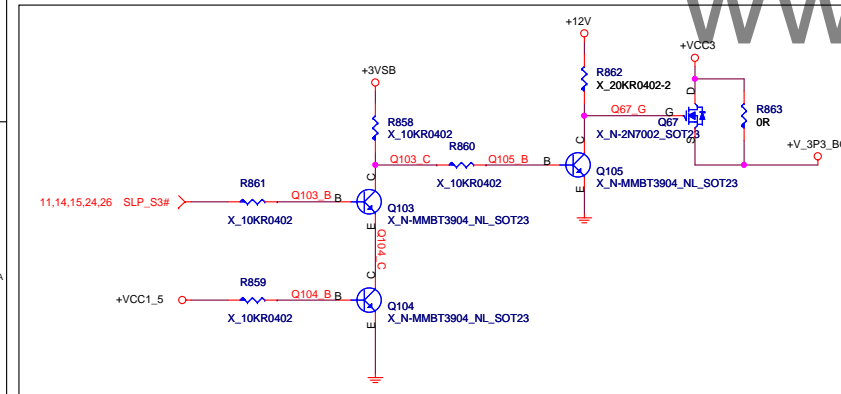 WWW
+12V
+VCC3
+3VSB
R862
X_20KR0402-2
D
R858
X_10KR0402
Q67_G
G
Q67
X_N-2N7002_SOT23
S
R863
0R
R860
Q103_C
Q105_B
B
C
E
X_10KR0402
Q105
X_N-MMBT3904_NL_SOT23
R861
11,14,15,24,26 SLP_S3#
Q103_B
B
C
E
X_10KR0402
Q103
X_N-MMBT3904_NL_SOT23
Q104_C
R859
+VCC1_5
Q104_B
B
C
E
X_10KR0402
Q104
X_N-MMBT3904_NL_SOT23
A